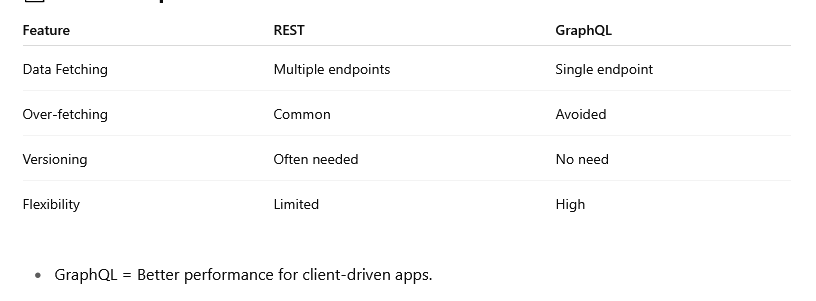 Feature REST GraphQL
Data Fetching Multiple endpoints Single endpoint
Over-fetching Common Avoided
Versioning Often needed No need
Flexibility Limited High
• GraphQL = Better performance for client-driven apps.